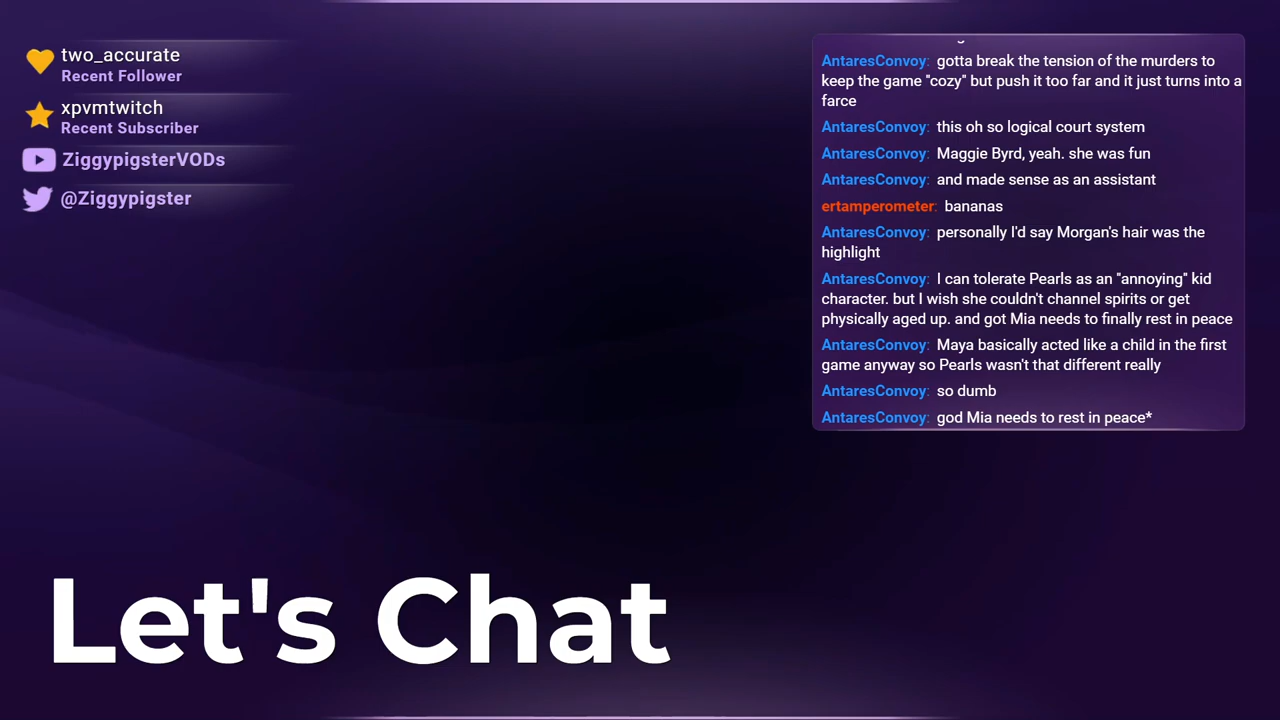 two_accurate
Recent Follower
xpvmtwitch
Recent Subscriber
ZiggypigsterVODs
@Ziggypigster
AntaresConvoy: gotta break the tension of the murders to
keep the game "cozy" but push it too far and it just turns into a
farce
AntaresConvoy: this oh so logical court system
AntaresConvoy: Maggie Byrd, yeah. she was fun
AntaresConvoy: and made sense as an assistant
ertamperometer: bananas
AntaresConvoy: personally I'd say Morgan's hair was the
highlight
AntaresConvoy: I can tolerate Pearls as an "annoying" kid
character. but I wish she couldn't channel spirits or get
physically aged up. and got Mia needs to finally rest in peace
AntaresConvoy: Maya basically acted like a child in the first
game anyway so Pearls wasn't that different really
AntaresConvoy: so dumb
AntaresConvoy: god Mia needs to rest in peace*
Let's Chat